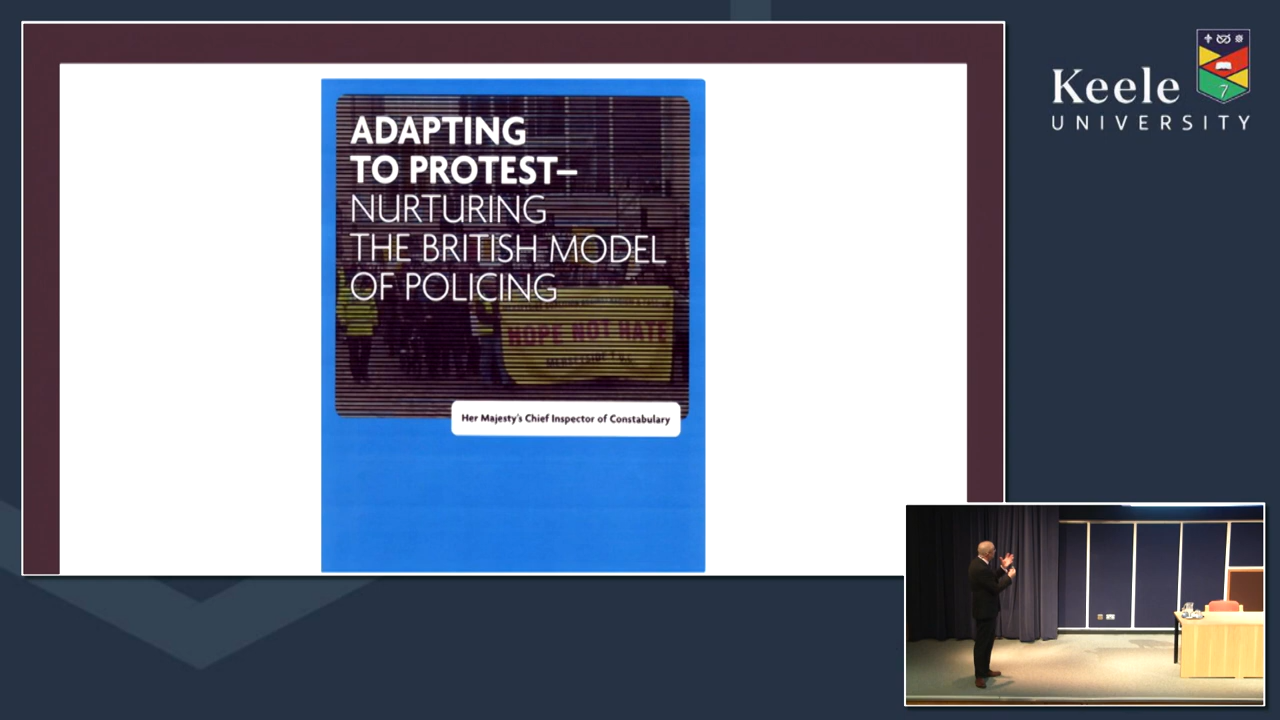 ADAPTING
TO PROTEST–
NURTURING
THE BRITISH MODEL
OF POLICING
HOPE NOT HATE
Her Majesty's Chief Inspector of Constabulary
Keele
UNIVERSITY